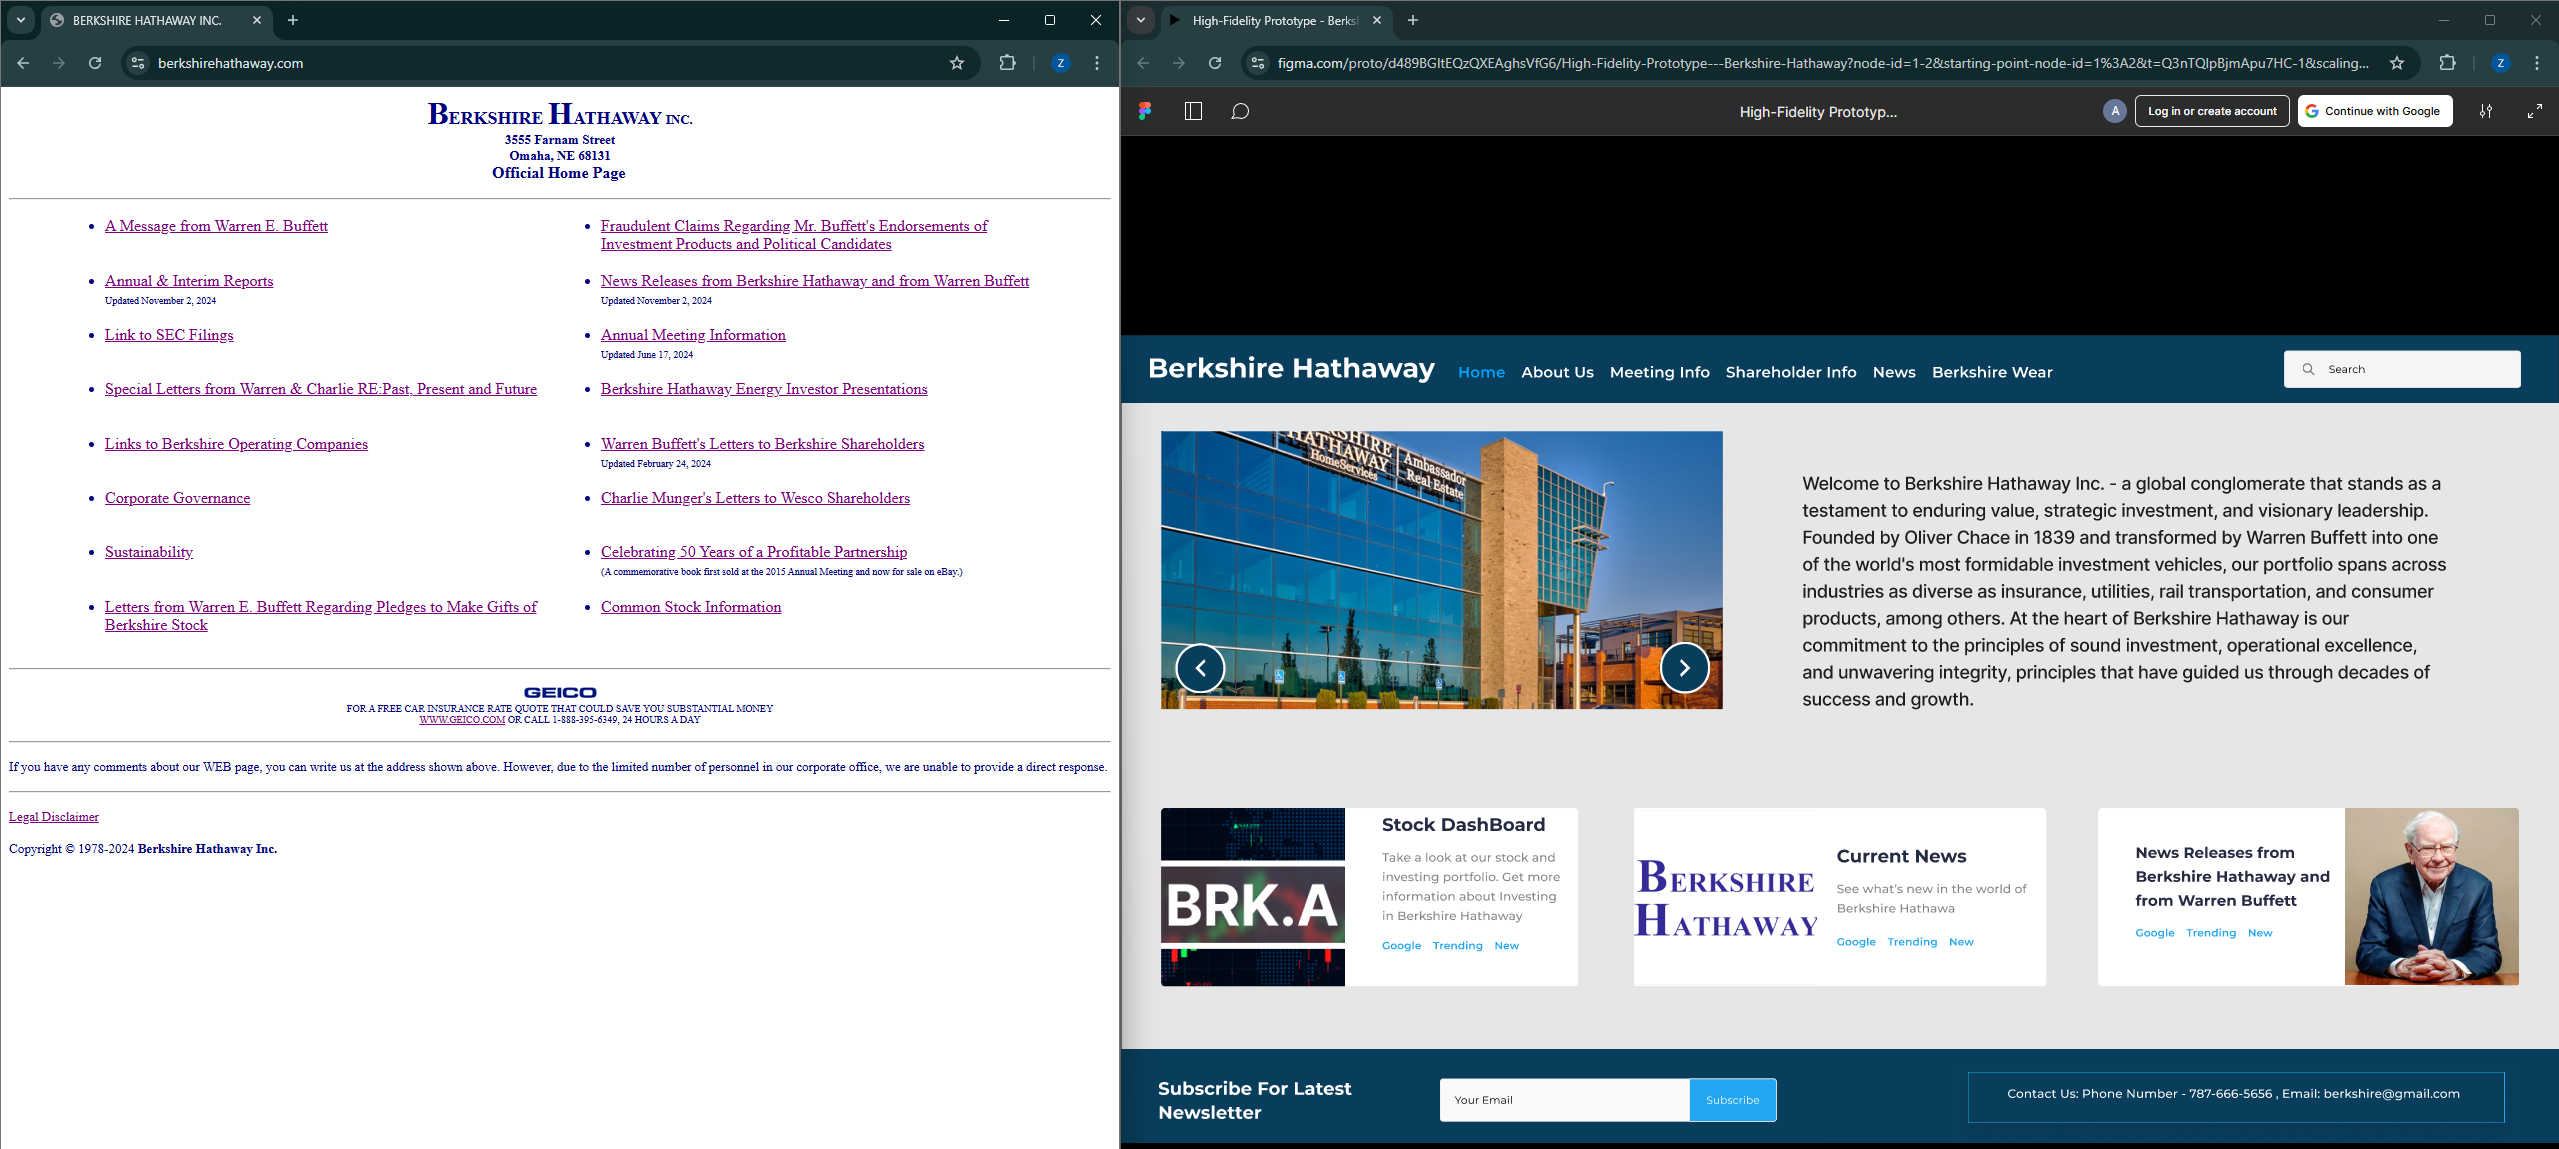 BERKSHIRE HATHAWAY INC.
berkshirehathaway.com
Z
BERKSHIRE HATHAWAY INC.
3555 Farnam Street
Omaha, NE 68131
Official Home Page
A Message from Warren E. Buffett
Fraudulent Claims Regarding Mr. Buffett's Endorsements of
Investment Products and Political Candidates
Annual & Interim Reports
Updated November 2, 2024
News Releases from Berkshire Hathaway and from Warren Buffett
Updated November 2, 2024
Link to SEC Filings
Annual Meeting Information
Updated June 17, 2024
Special Letters from Warren & Charlie RE:Past, Present and Future
Berkshire Hathaway Energy Investor Presentations
Links to Berkshire Operating Companies
Warren Buffett's Letters to Berkshire Shareholders
Updated February 24, 2024
Corporate Governance
Charlie Munger's Letters to Wesco Shareholders
Sustainability
Celebrating 50 Years of a Profitable Partnership
(A commemorative book first sold at the 2015 Annual Meeting and now for sale on eBay.)
Letters from Warren E. Buffett Regarding Pledges to Make Gifts of
Berkshire Stock
Common Stock Information
GEICO
FOR A FREE CAR INSURANCE RATE QUOTE THAT COULD SAVE YOU SUBSTANTIAL MONEY
WWW.GEICO.COM OR CALL 1-888-395-6349, 24 HOURS A DAY
If you have any comments about our WEB page, you can write us at the address shown above. However, due to the limited number of personnel in our corporate office, we are unable to provide a direct response.
Legal Disclaimer
Copyright © 1978-2024 Berkshire Hathaway Inc.
High-Fidelity Prototype - Berks
figma.com/proto/d489BGltEQzQXEAghsVfG6/High-Fidelity-Prototype---Berkshire-Hathaway?node-id=1-2&starting-point-node-id=1%3A2&t=Q3nTQlpBjmApu7HC-1&scaling...
Z
High-Fidelity Prototyp...
A
Log in or create account
Continue with Google
Berkshire Hathaway
Home About Us Meeting Info Shareholder Info News Berkshire Wear
Search
BERKSHIRE
HATHAWAY
HomeServices
Ambassador
Real Estate
Welcome to Berkshire Hathaway Inc. - a global conglomerate that stands as a
testament to enduring value, strategic investment, and visionary leadership.
Founded by Oliver Chace in 1839 and transformed by Warren Buffett into one
of the world's most formidable investment vehicles, our portfolio spans across
industries as diverse as insurance, utilities, rail transportation, and consumer
products, among others. At the heart of Berkshire Hathaway is our
commitment to the principles of sound investment, operational excellence,
and unwavering integrity, principles that have guided us through decades of
success and growth.
BRK.A
Stock DashBoard
Take a look at our stock and
investing portfolio. Get more
information about Investing
in Berkshire Hathaway
Google Trending New
BERKSHIRE
HATHAWAY
Current News
See what's new in the world of
Berkshire Hathawa
Google Trending New
News Releases from
Berkshire Hathaway and
from Warren Buffett
Google Trending New
Subscribe For Latest
Newsletter
Your Email
Subscribe
Contact Us: Phone Number - 787-666-5656 , Email: berkshire@gmail.com